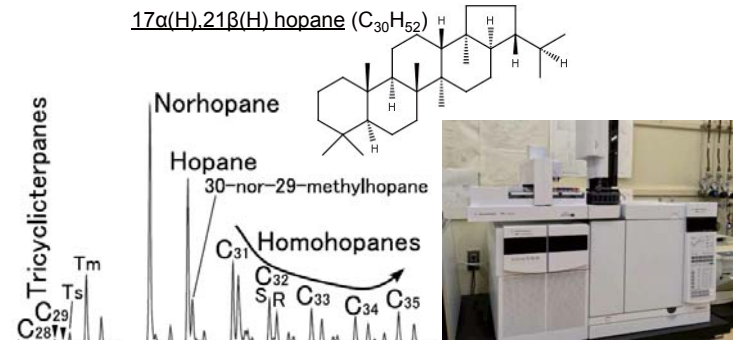 17α(H),21β(H) hopane (C30H52)
H
H
H
H
H
H
H
Tricyclicterpanes
Norhopane
Hopane
30-nor-29-methylhopane
Homohopanes
C31
C32
S R
C33
C34
C35
Tm
Ts
C29
C28